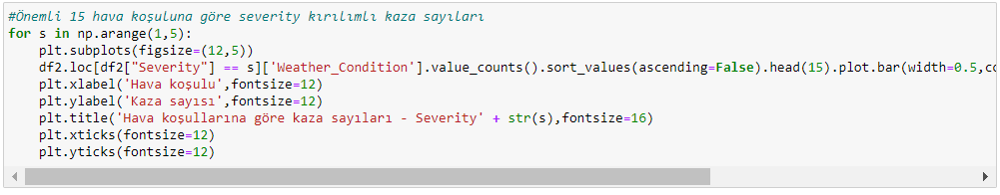 #Önemli 15 hava koşuluna göre severity kırılımlı kaza sayıları
for s in np.arange(1,5):
    plt.subplots(figsize=(12,5))
    df2.loc[df2["Severity"] == s]['Weather_Condition'].value_counts().sort_values(ascending=False).head(15).plot.bar(width=0.5,co
    plt.xlabel('Hava koşulu',fontsize=12)
    plt.ylabel('Kaza sayısı',fontsize=12)
    plt.title('Hava koşullarına göre kaza sayıları - Severity' + str(s),fontsize=16)
    plt.xticks(fontsize=12)
    plt.yticks(fontsize=12)